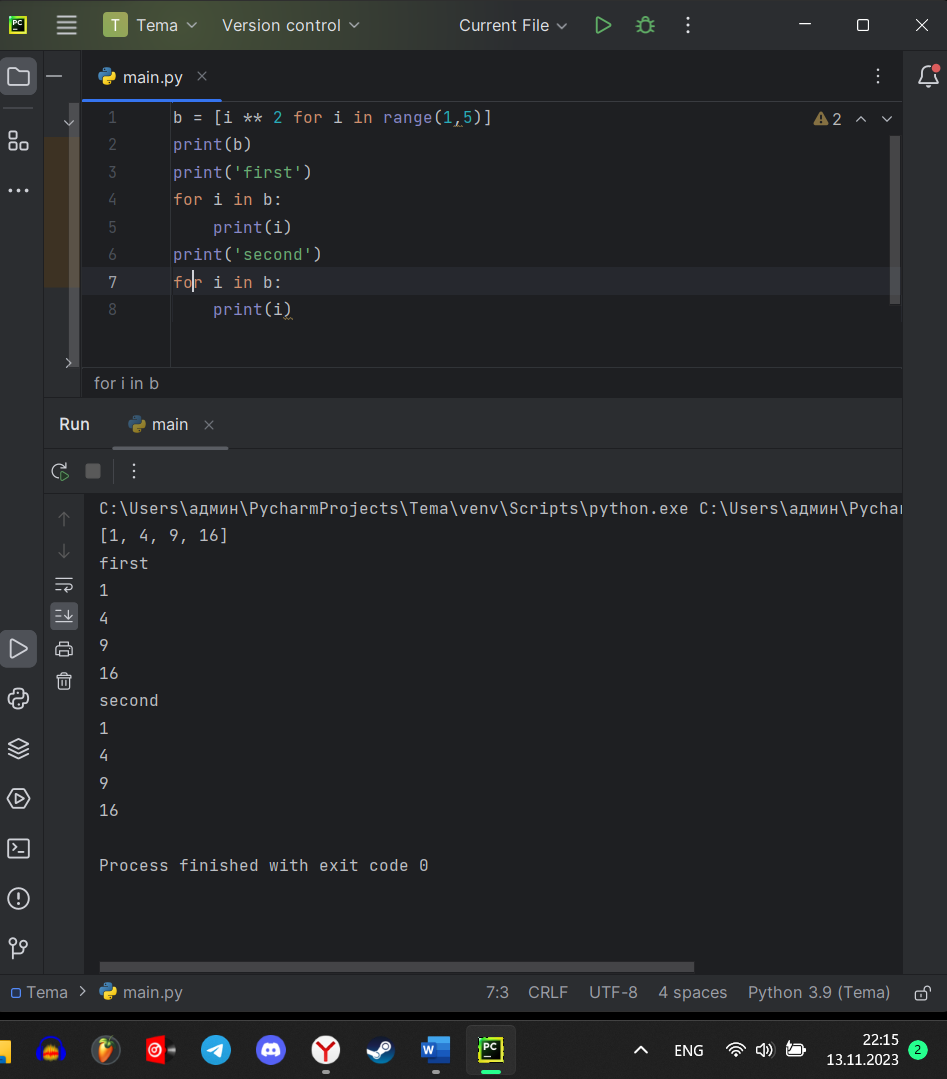 T Tema Version control Current File
main.py
1 b = [i ** 2 for i in range(1,5)] 2
2 print(b)
3 print('first')
4 for i in b:
5 print(i)
6 print('second')
7 for i in b:
8 print(i)
for i in b
Run main
C:\Users\админ\PycharmProjects\Tema\venv\Scripts\python.exe C:\Users\админ\Pychar
[1, 4, 9, 16]
first
1
4
9
16
second
1
4
9
16
Process finished with exit code 0
Tema main.py 7:3 CRLF UTF-8 4 spaces Python 3.9 (Tema)
ENG 22:15
13.11.2023 2